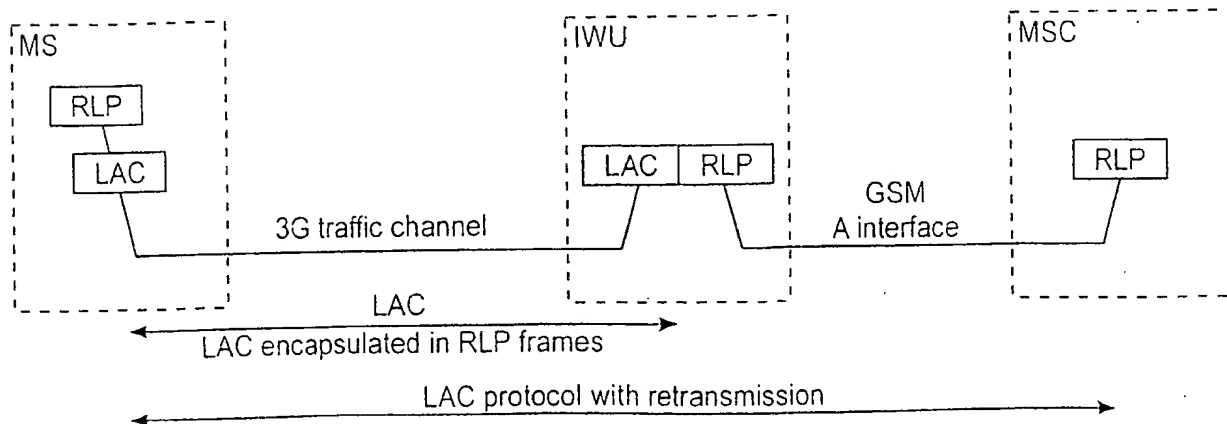 MS
IWU
MSC
RLP
LAC
LAC RLP
RLP
3G traffic channel
GSM
A interface
LAC
LAC encapsulated in RLP frames
LAC protocol with retransmission